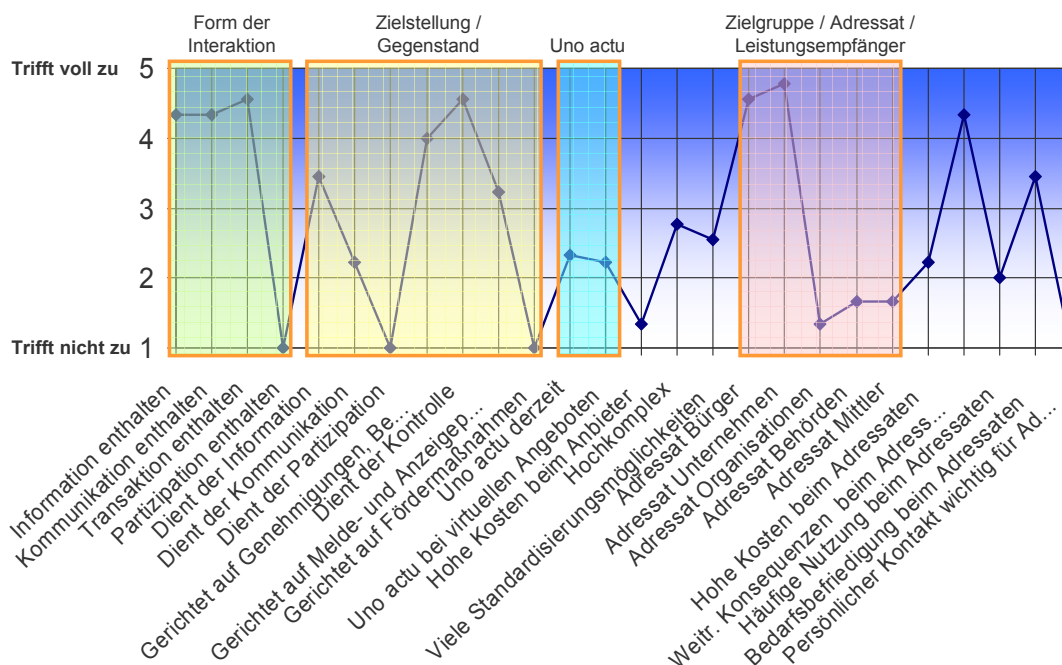 Form der
Interaktion
Zielstellung /
Gegenstand
Uno actu
Zielgruppe / Adressat /
Leistungsempfänger
Trifft voll zu
5
4
3
2
Trifft nicht zu
1
Information enthalten
Kommunikation enthalten
Transaktion enthalten
Partizipation enthalten
Dient der Information
Dient der Kommunikation
Dient der Partizipation
Gerichtet auf Genehmigungen, Be...
Dient der Kontrolle
Gerichtet auf Melde- und Anzeigep...
Gerichtet auf Fördermaßnahmen
Uno actu derzeit
Uno actu bei virtuellen Angeboten
Hohe Kosten beim Anbieter
Hochkomplex
Viele Standardisierungsmöglichkeiten
Adressat Bürger
Adressat Unternehmen
Adressat Organisationen
Adressat Behörden
Adressat Mittler
Hohe Kosten beim Adressaten
Weitr. Konsequenzen beim Adress...
Häufige Nutzung beim Adressaten
Bedarfsbefriedigung beim Adressaten
Persönlicher Kontakt wichtig für Ad...